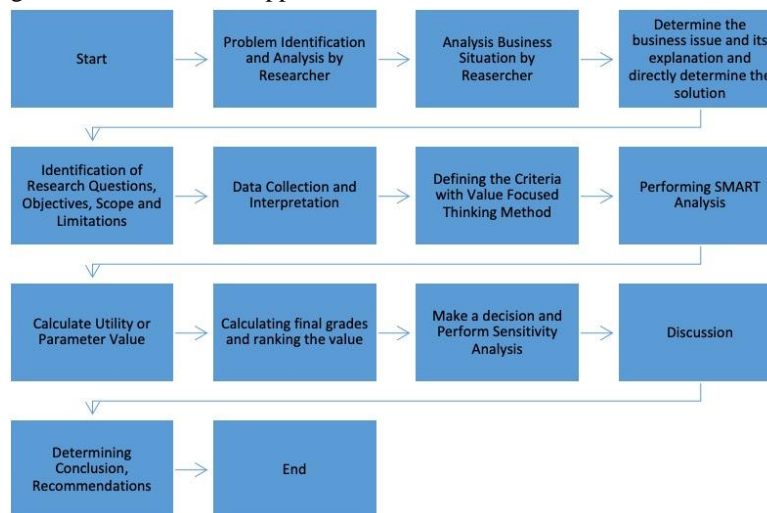 Start
Problem Identification
and Analysis by
Researcher
Analysis Business
Situation by
Reasercher
Determine the
business issue and its
explanation and
directly determine the
solution
Identification of
Research Questions,
Objectives, Scope and
Limitations
Data Collection and
Interpretation
Defining the Criteria
with Value Focused
Thinking Method
Performing SMART
Analysis
Calculate Utility or
Parameter Value
Calculating final grades
and ranking the value
Make a decision and
Perform Sensitivity
Analysis
Discussion
Determining
Conclusion,
Recommendations
End